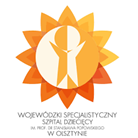 WOJEWÓDZKI SPECJALISTYCZNY
SZPITAL DZIECIĘCY
IM. PROF. DR STANISŁAWA POPOWSKIEGO
W OLSZTYNIE